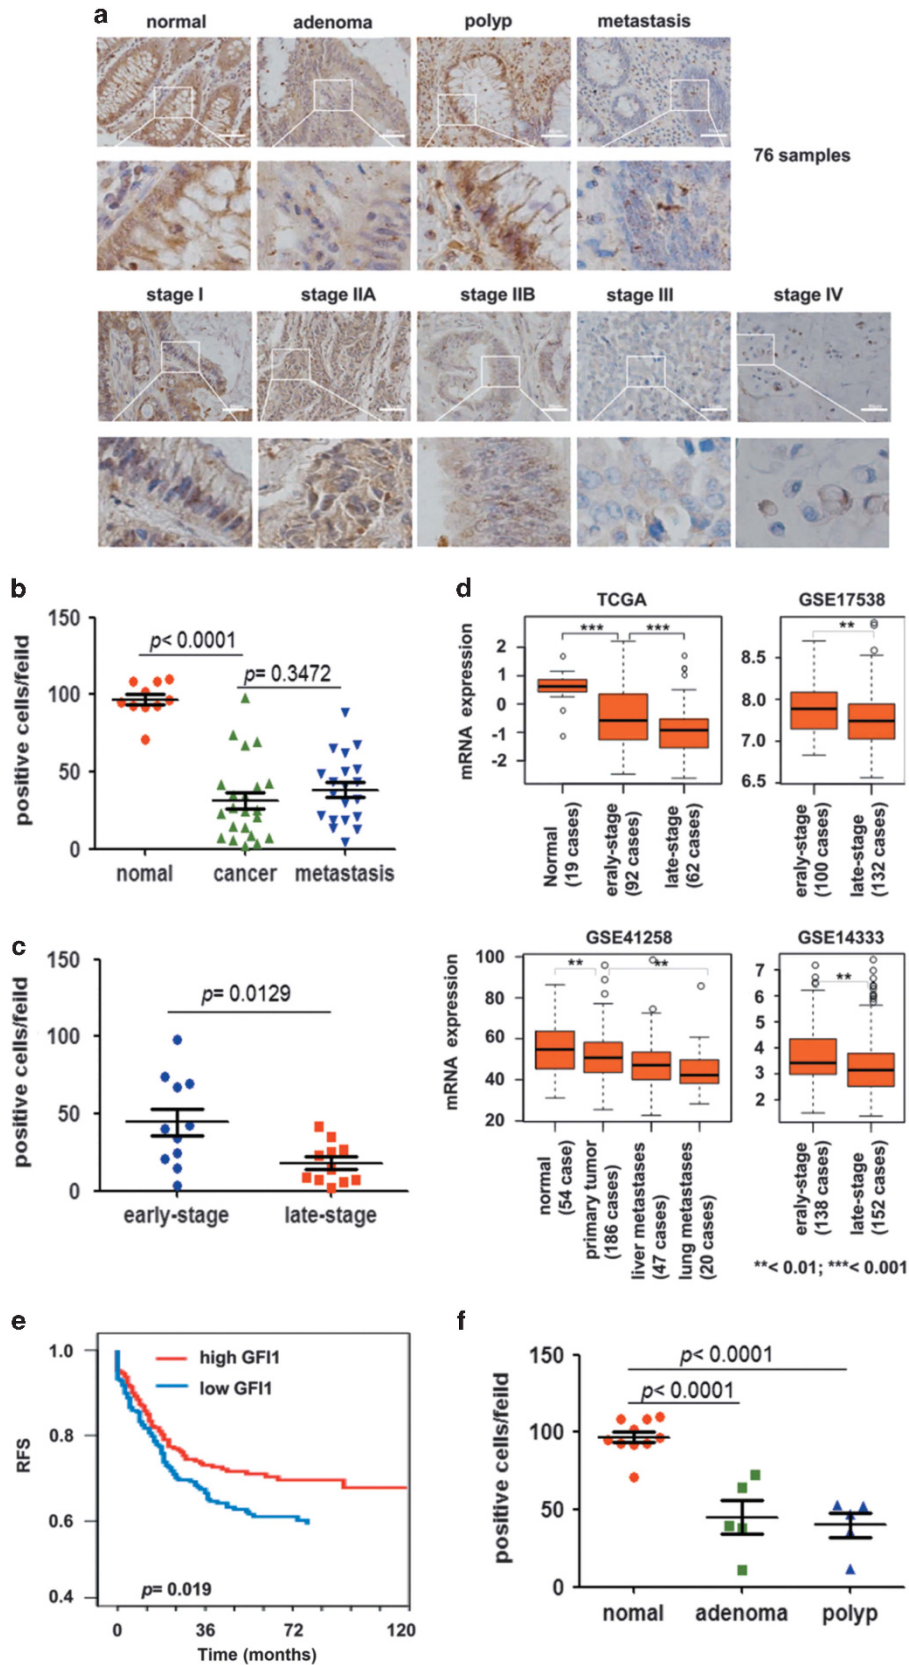 a
normal adenoma polyp metastasis
76 samples
stage I stage IIA stage IIB stage III stage IV
b
positive cells/feild
150
100
50
0
p< 0.0001
p= 0.3472
nomal cancer metastasis
c
positive cells/feild
150
100
50
0
p= 0.0129
early-stage late-stage
d
TCGA
mRNA expression
2
1
0
-1
-2
*** ***
Normal
(19 cases)
eraly-stage
(92 cases)
late-stage
(62 cases)
GSE17538
8.5
8.0
7.0
6.5
**
eraly-stage
(100 cases)
late-stage
(132 cases)
GSE41258
mRNA expression
100
80
60
40
20
** **
normal
(54 case)
primary tumor
(186 cases)
liver metastases
(47 cases)
lung metastases
(20 cases)
GSE14333
7
6
5
4
3
2
**
eraly-stage
(138 cases)
late-stage
(152 cases)
**< 0.01; ***< 0.001
e
RFS
1.0
0.8
0.6
0.4
high GFI1
low GFI1
p= 0.019
0 36 72 120
Time (months)
f
positive cells/feild
150
100
50
0
p< 0.0001
p< 0.0001
nomal adenoma polyp